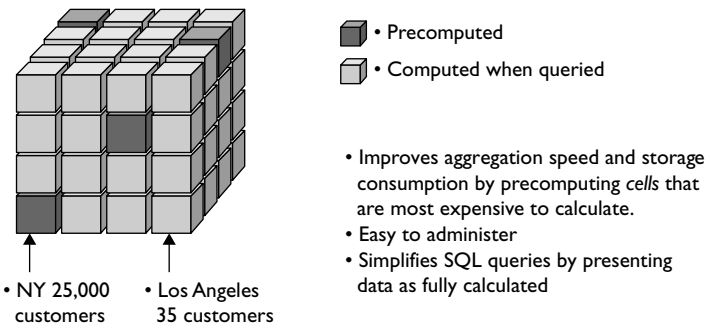 • Precomputed
• Computed when queried
• Improves aggregation speed and storage
consumption by precomputing cells that
are most expensive to calculate.
• Easy to administer
• Simplifies SQL queries by presenting
data as fully calculated
• NY 25,000
customers
• Los Angeles
35 customers